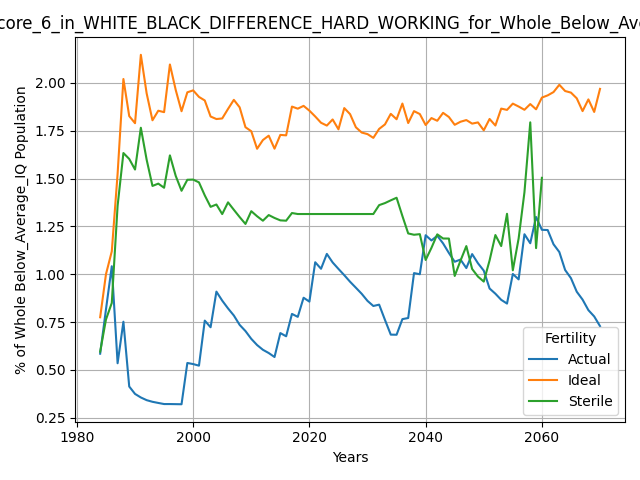 core_6_in_WHITE_BLACK_DIFFERENCE_HARD_WORKING_for_Whole_Below_Ave
% of Whole Below_Average_IQ Population
2.00
1.75
1.50
1.25
1.00
0.75
0.50
0.25
1980
2000
2020
2040
2060
Years
Fertility
Actual
Ideal
Sterile